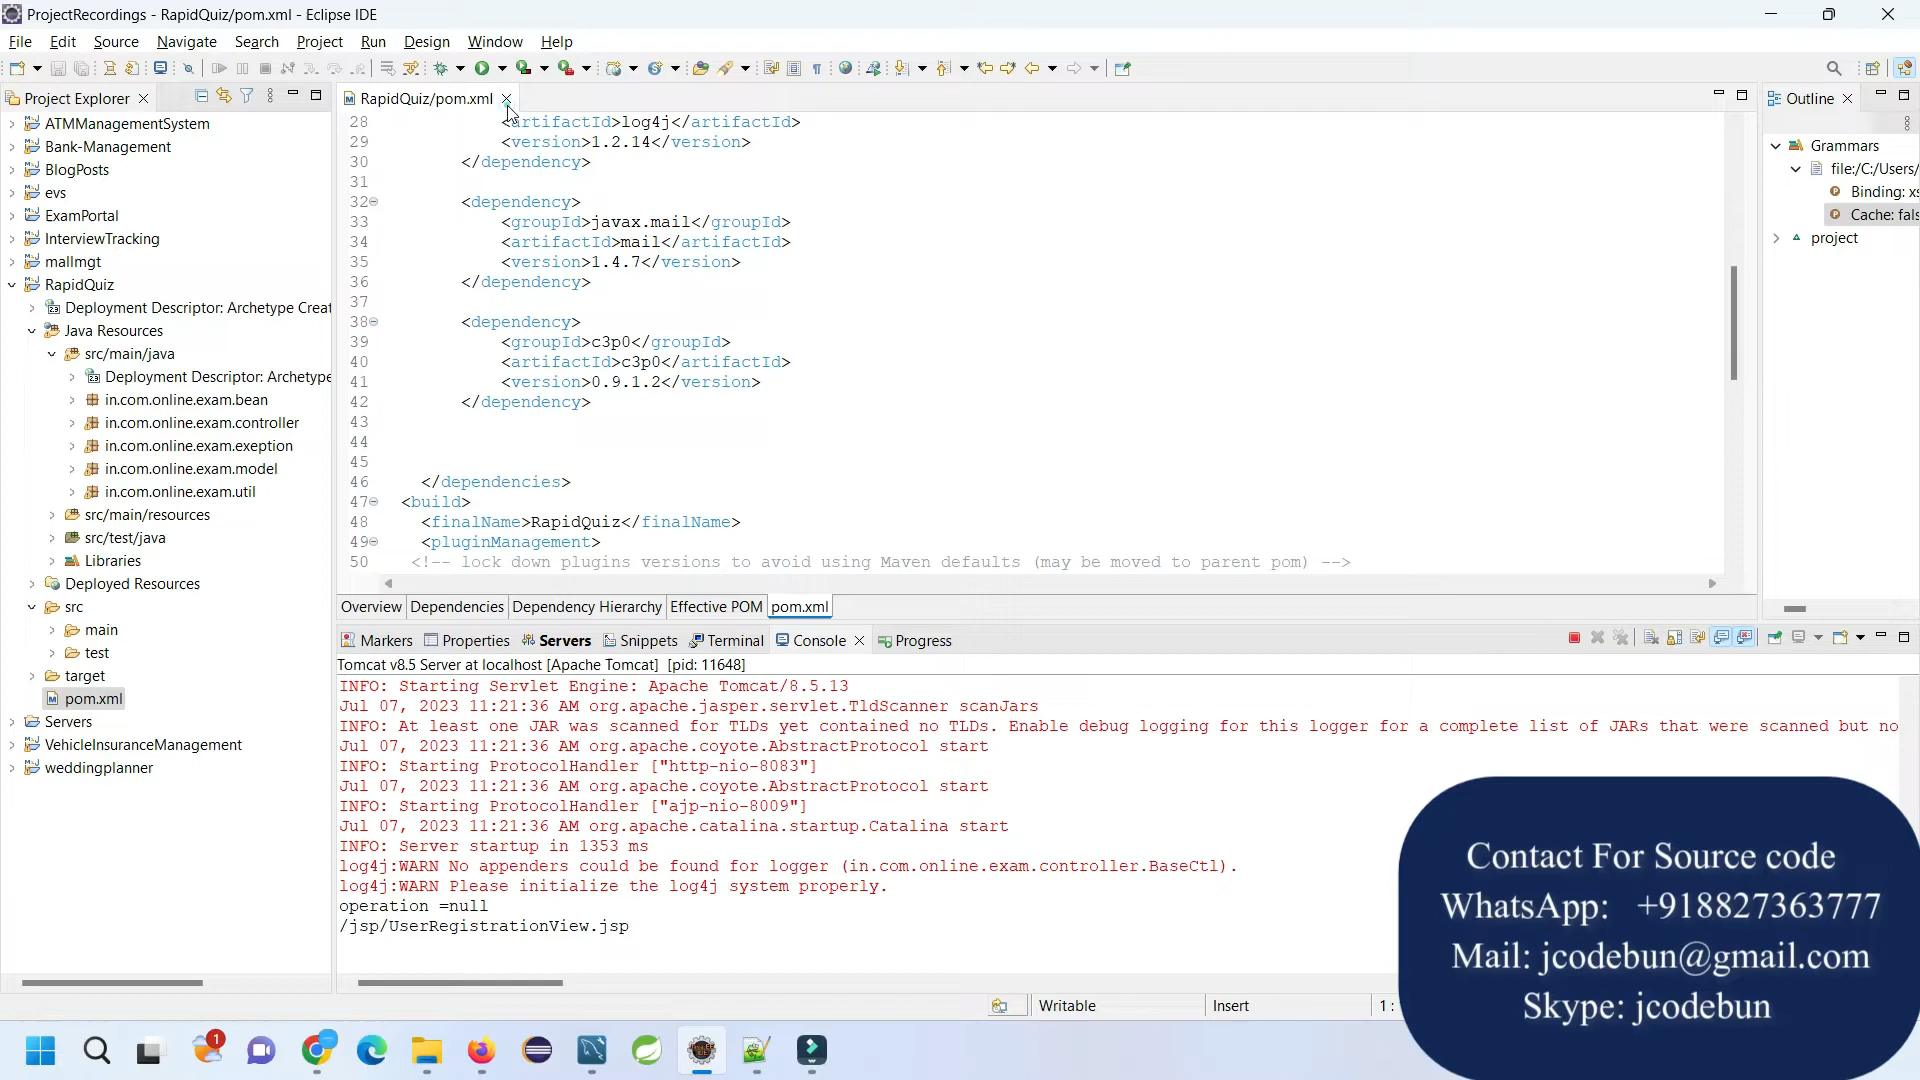 ProjectRecordings - RapidQuiz/pom.xml - Eclipse IDE
File Edit Source Navigate Search Project Run Design Window Help
Project Explorer
ATMManagementSystem
Bank-Management
BlogPosts
evs
ExamPortal
InterviewTracking
mallmgt
RapidQuiz
Deployment Descriptor: Archetype Creat
Java Resources
src/main/java
Deployment Descriptor: Archetype
in.com.online.exam.bean
in.com.online.exam.controller
in.com.online.exam.exeption
in.com.online.exam.model
in.com.online.exam.util
src/main/resources
src/test/java
Libraries
Deployed Resources
src
main
test
target
pom.xml
Servers
VehicleInsuranceManagement
weddingplanner
RapidQuiz/pom.xml
28 <artifactId>log4j</artifactId>
29 <version>1.2.14</version>
30 </dependency>
31
32 <dependency>
33 <groupId>javax.mail</groupId>
34 <artifactId>mail</artifactId>
35 <version>1.4.7</version>
36 </dependency>
37
38 <dependency>
39 <groupId>c3p0</groupId>
40 <artifactId>c3p0</artifactId>
41 <version>0.9.1.2</version>
42 </dependency>
43
44
45
46 </dependencies>
47 <build>
48 <finalName>RapidQuiz</finalName>
49 <pluginManagement>
50 <!-- lock down plugins versions to avoid using Maven defaults (may be moved to parent pom) -->
Overview Dependencies Dependency Hierarchy Effective POM pom.xml
Outline
Grammars
file:/C:/Users/
Binding: xs
Cache: fals
project
Markers Properties Servers Snippets Terminal Console Progress
Tomcat v8.5 Server at localhost [Apache Tomcat] [pid: 11648]
INFO: Starting Servlet Engine: Apache Tomcat/8.5.13
Jul 07, 2023 11:21:36 AM org.apache.jasper.servlet.TldScanner scanJars
INFO: At least one JAR was scanned for TLDs yet contained no TLDs. Enable debug logging for this logger for a complete list of JARs that were scanned but no
Jul 07, 2023 11:21:36 AM org.apache.coyote.AbstractProtocol start
INFO: Starting ProtocolHandler ["http-nio-8083"]
Jul 07, 2023 11:21:36 AM org.apache.coyote.AbstractProtocol start
INFO: Starting ProtocolHandler ["ajp-nio-8009"]
Jul 07, 2023 11:21:36 AM org.apache.catalina.startup.Catalina start
INFO: Server startup in 1353 ms
log4j:WARN No appenders could be found for logger (in.com.online.exam.controller.BaseCtl).
log4j:WARN Please initialize the log4j system properly.
operation =null
/jsp/UserRegistrationView.jsp
Writable Insert 1 :
Contact For Source code
WhatsApp: +918827363777
Mail: jcodebun@gmail.com
Skype: jcodebun
1